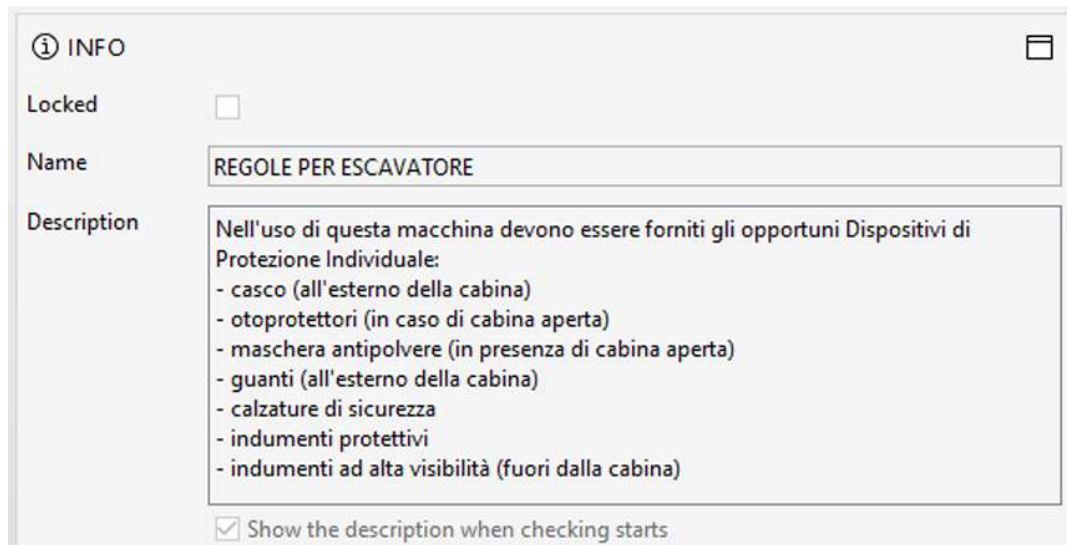 INFO
Locked
Name REGOLE PER ESCAVATORE
Description Nell'uso di questa macchina devono essere forniti gli opportuni Dispositivi di
Protezione Individuale:
- casco (all'esterno della cabina)
- otoprotettori (in caso di cabina aperta)
- maschera antipolvere (in presenza di cabina aperta)
- guanti (all'esterno della cabina)
- calzature di sicurezza
- indumenti protettivi
- indumenti ad alta visibilità (fuori dalla cabina)
Show the description when checking starts